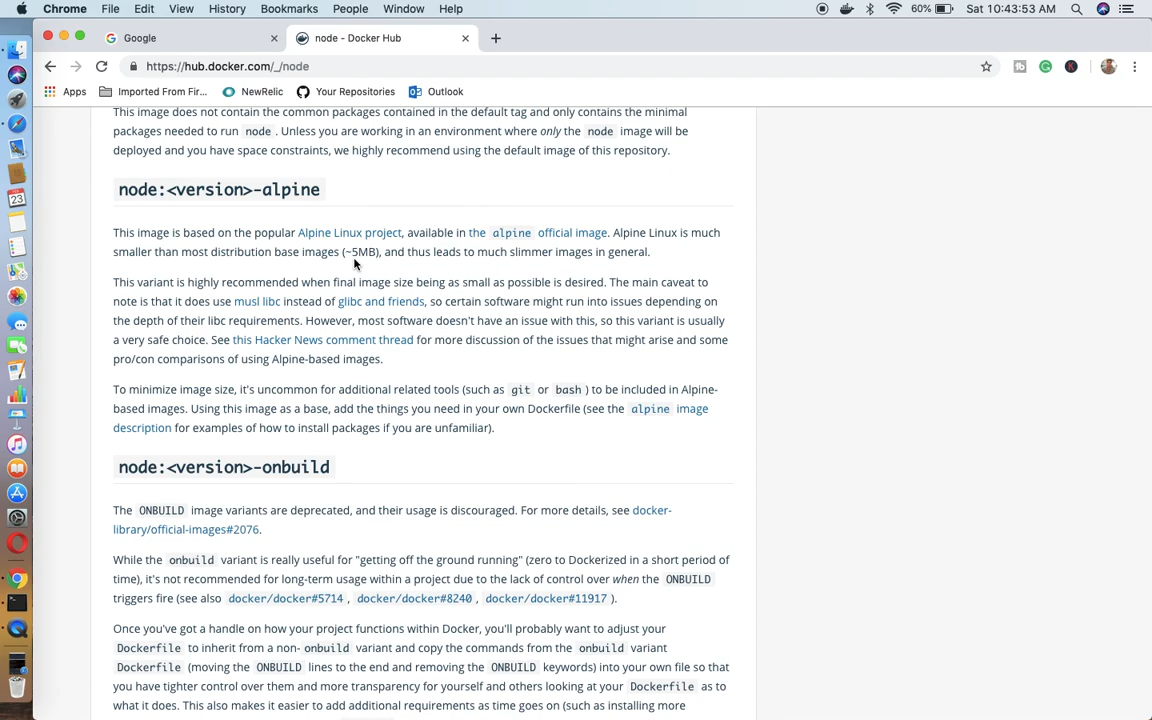 Chrome File Edit View History Bookmarks People Window Help 60% Sat 10:43:53 AM
Google node - Docker Hub
https://hub.docker.com/_/node
Apps Imported From Fir... NewRelic Your Repositories Outlook
This image does not contain the common packages contained in the default tag and only contains the minimal
packages needed to run node . Unless you are working in an environment where only the node image will be
deployed and you have space constraints, we highly recommend using the default image of this repository.
node:<version>-alpine
This image is based on the popular Alpine Linux project, available in the alpine official image. Alpine Linux is much
smaller than most distribution base images (~5MB), and thus leads to much slimmer images in general.
This variant is highly recommended when final image size being as small as possible is desired. The main caveat to
note is that it does use musl libc instead of glibc and friends, so certain software might run into issues depending on
the depth of their libc requirements. However, most software doesn't have an issue with this, so this variant is usually
a very safe choice. See this Hacker News comment thread for more discussion of the issues that might arise and some
pro/con comparisons of using Alpine-based images.
To minimize image size, it's uncommon for additional related tools (such as git or bash ) to be included in Alpine-
based images. Using this image as a base, add the things you need in your own Dockerfile (see the alpine image
description for examples of how to install packages if you are unfamiliar).
node:<version>-onbuild
The ONBUILD image variants are deprecated, and their usage is discouraged. For more details, see docker-
library/official-images#2076.
While the onbuild variant is really useful for "getting off the ground running" (zero to Dockerized in a short period of
time), it's not recommended for long-term usage within a project due to the lack of control over when the ONBUILD
triggers fire (see also docker/docker#5714 , docker/docker#8240 , docker/docker#11917 ).
Once you've got a handle on how your project functions within Docker, you'll probably want to adjust your
Dockerfile to inherit from a non- onbuild variant and copy the commands from the onbuild variant
Dockerfile (moving the ONBUILD lines to the end and removing the ONBUILD keywords) into your own file so that
you have tighter control over them and more transparency for yourself and others looking at your Dockerfile as to
what it does. This also makes it easier to add additional requirements as time goes on (such as installing more